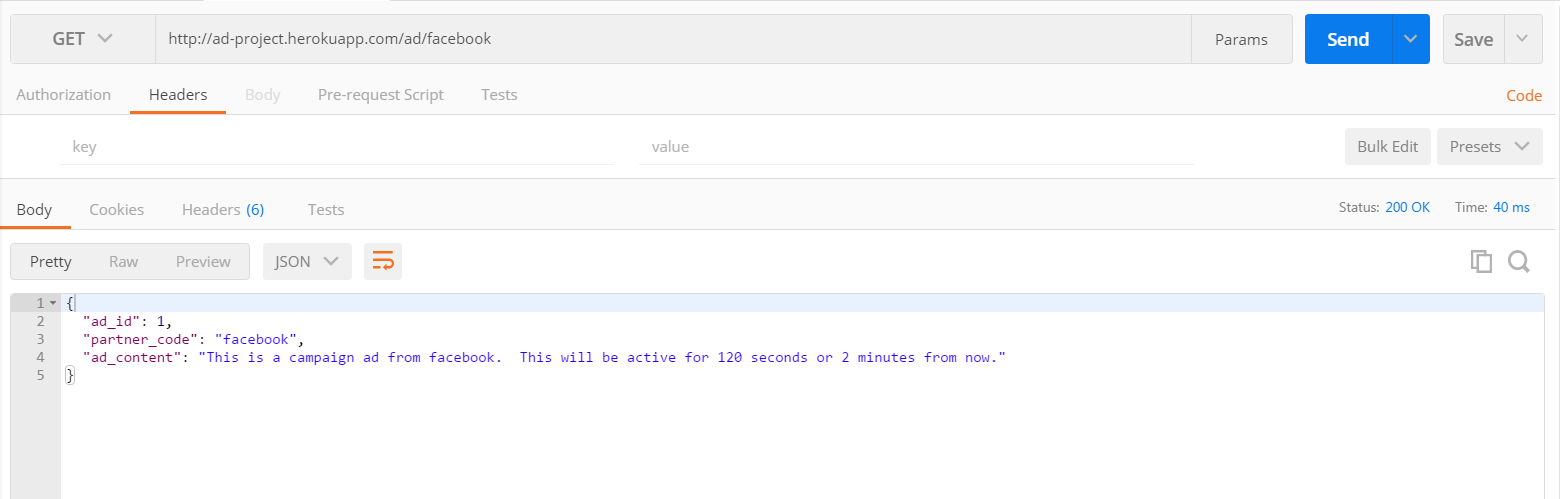 GET http://ad-project.herokuapp.com/ad/facebook Params Send Save
Authorization Headers Body Pre-request Script Tests Code
key value Bulk Edit Presets
Body Cookies Headers (6) Tests Status: 200 OK Time: 40 ms
Pretty Raw Preview JSON
1 {
2 "ad_id": 1,
3 "partner_code": "facebook",
4 "ad_content": "This is a campaign ad from facebook.  This will be active for 120 seconds or 2 minutes from now."
5 }